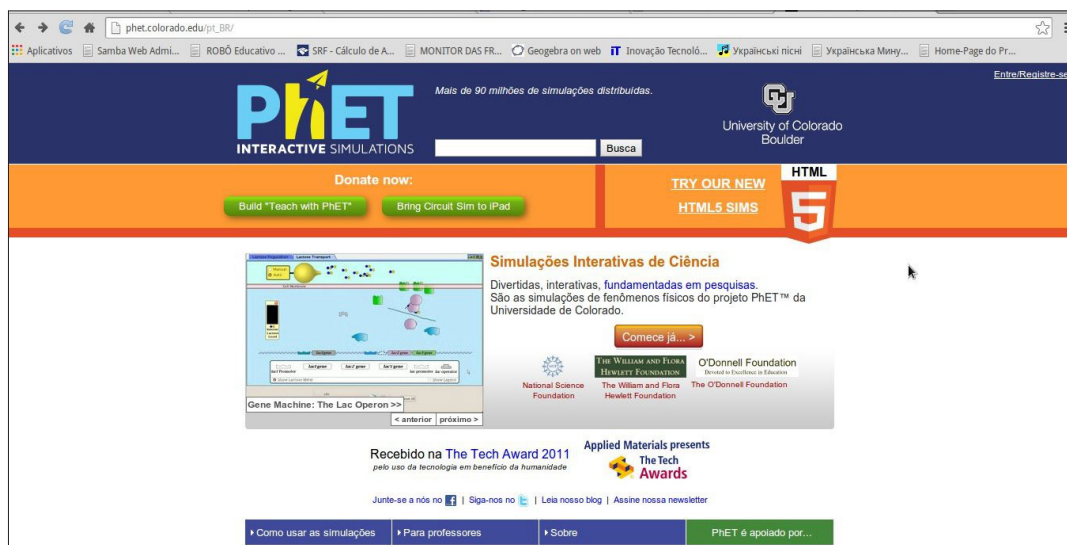 phet.colorado.edu/pt_BR/
Aplicativos Samba Web Admi... ROBÔ Educativo ... SRF - Cálculo de A... MONITOR DAS FR... Geogebra on web Inovação Tecnoló... Українські пісні Українська Мину... Home-Page do Pr...
Entre/Registre-se
PhET
INTERACTIVE SIMULATIONS
Mais de 90 milhões de simulações distribuidas.
Busca
University of Colorado
Boulder
Donate now:
Build "Teach with PhET" Bring Circuit Sim to iPad
TRY OUR NEW
HTML5 SIMS
HTML
5
Simulações Interativas de Ciência
Divertidas, interativas, fundamentadas em pesquisas.
São as simulações de fenômenos físicos do projeto PhET™ da
Universidade de Colorado.
Comece já... >
Gene Machine: The Lac Operon >>
< anterior próximo >
National Science
Foundation
THE WILLIAM AND FLORA
HEWLETT FOUNDATION
The William and Flora
Hewlett Foundation
O'Donnell Foundation
Devoted to Excellence in Education
The O'Donnell Foundation
Recebido na The Tech Award 2011
pelo uso da tecnologia em benefício da humanidade
Applied Materials presents
The Tech
Awards
Junte-se a nós no | Siga-nos no | Leia nosso blog | Assine nossa newsletter
Como usar as simulações Para professores Sobre PhET é apoiado por...